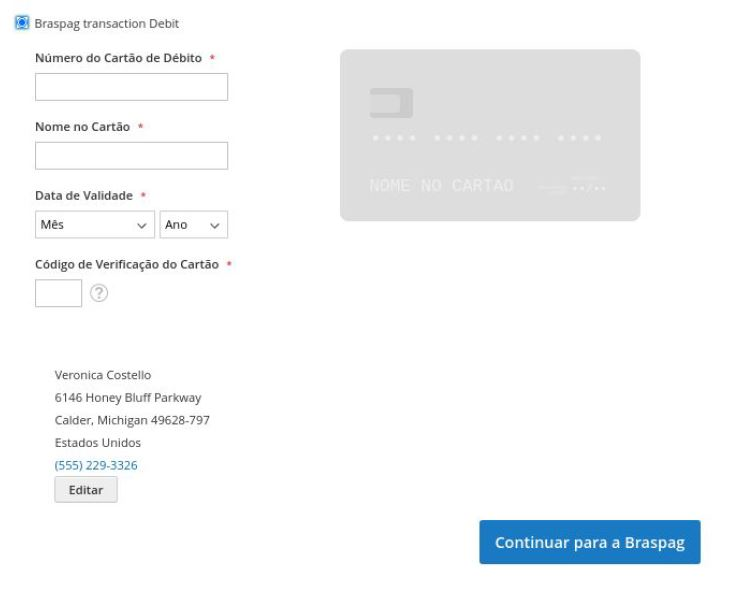 Braspag transaction Debit
Número do Cartão de Débito *
Nome no Cartão *
Data de Validade *
Mês Ano
Código de Verificação do Cartão *
?
•••• •••• •••• ••••
NOME NO CARTAO ••/••
Veronica Costello
6146 Honey Bluff Parkway
Calder, Michigan 49628-797
Estados Unidos
(555) 229-3326
Editar
Continuar para a Braspag